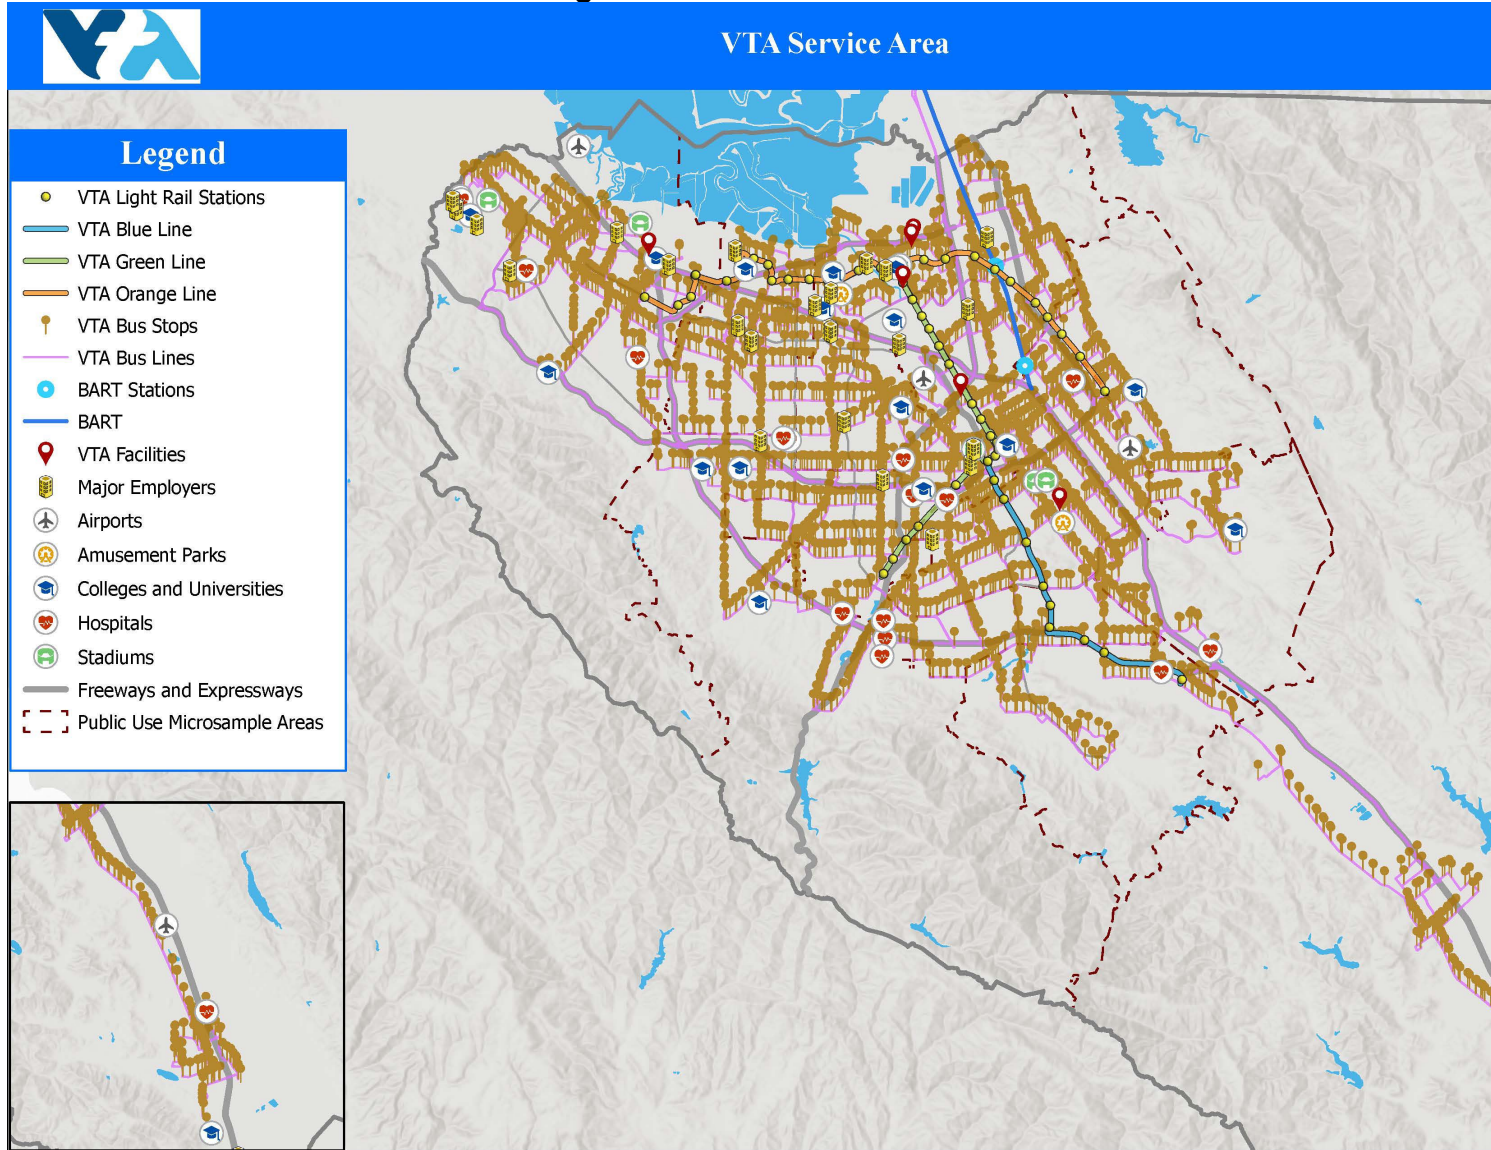 VTA
VTA Service Area
Legend
VTA Light Rail Stations
VTA Blue Line
VTA Green Line
VTA Orange Line
VTA Bus Stops
VTA Bus Lines
BART Stations
BART
VTA Facilities
Major Employers
Airports
Amusement Parks
Colleges and Universities
Hospitals
Stadiums
Freeways and Expressways
Public Use Microsample Areas